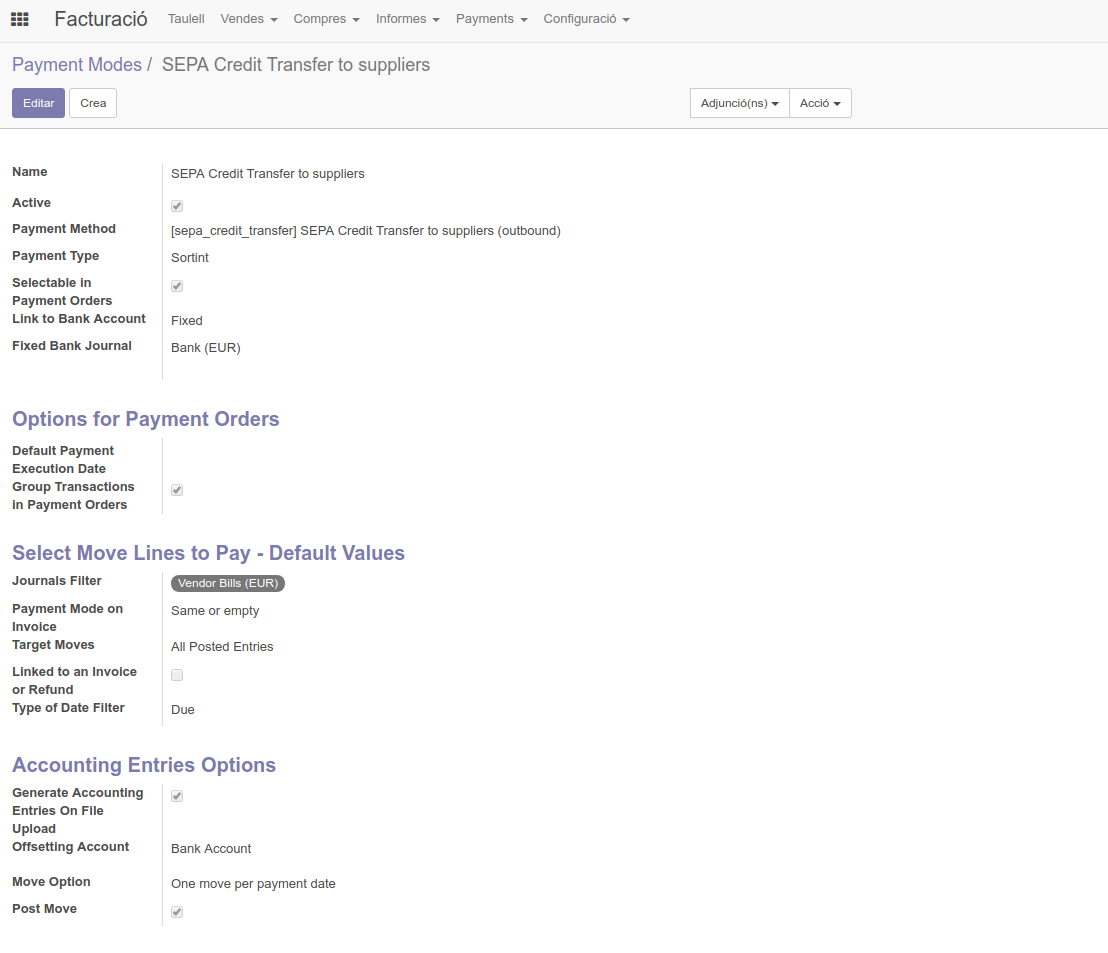 Facturació Taulell Vendes Compres Informes Payments Configuració
Payment Modes / SEPA Credit Transfer to suppliers
Editar Crea Adjunció(ns) Acció
Name SEPA Credit Transfer to suppliers
Active
Payment Method [sepa_credit_transfer] SEPA Credit Transfer to suppliers (outbound)
Payment Type Sortint
Selectable in
Payment Orders
Link to Bank Account Fixed
Fixed Bank Journal Bank (EUR)
Options for Payment Orders
Default Payment
Execution Date
Group Transactions
in Payment Orders
Select Move Lines to Pay - Default Values
Journals Filter Vendor Bills (EUR)
Payment Mode on Same or empty
Invoice
Target Moves All Posted Entries
Linked to an Invoice
or Refund
Type of Date Filter Due
Accounting Entries Options
Generate Accounting
Entries On File
Upload
Offsetting Account Bank Account
Move Option One move per payment date
Post Move